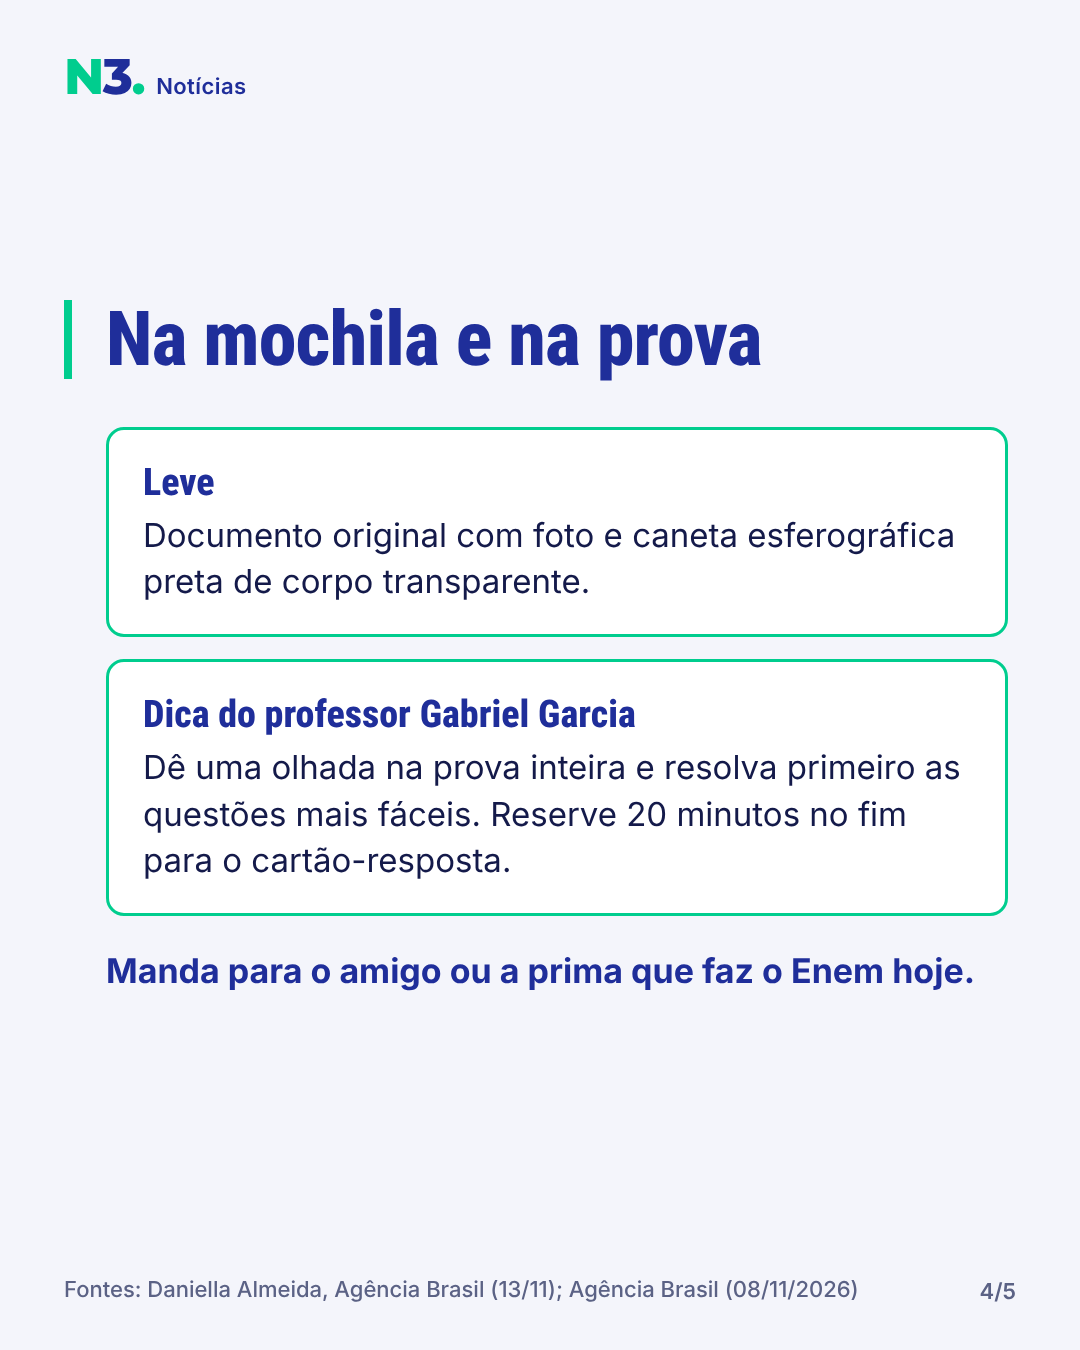 N3. Notícias
Na mochila e na prova
Leve
Documento original com foto e caneta esferográfica
preta de corpo transparente.
Dica do professor Gabriel Garcia
Dê uma olhada na prova inteira e resolva primeiro as
questões mais fáceis. Reserve 20 minutos no fim
para o cartão-resposta.
Manda para o amigo ou a prima que faz o Enem hoje.
Fontes: Daniella Almeida, Agência Brasil (13/11); Agência Brasil (08/11/2026)
4/5